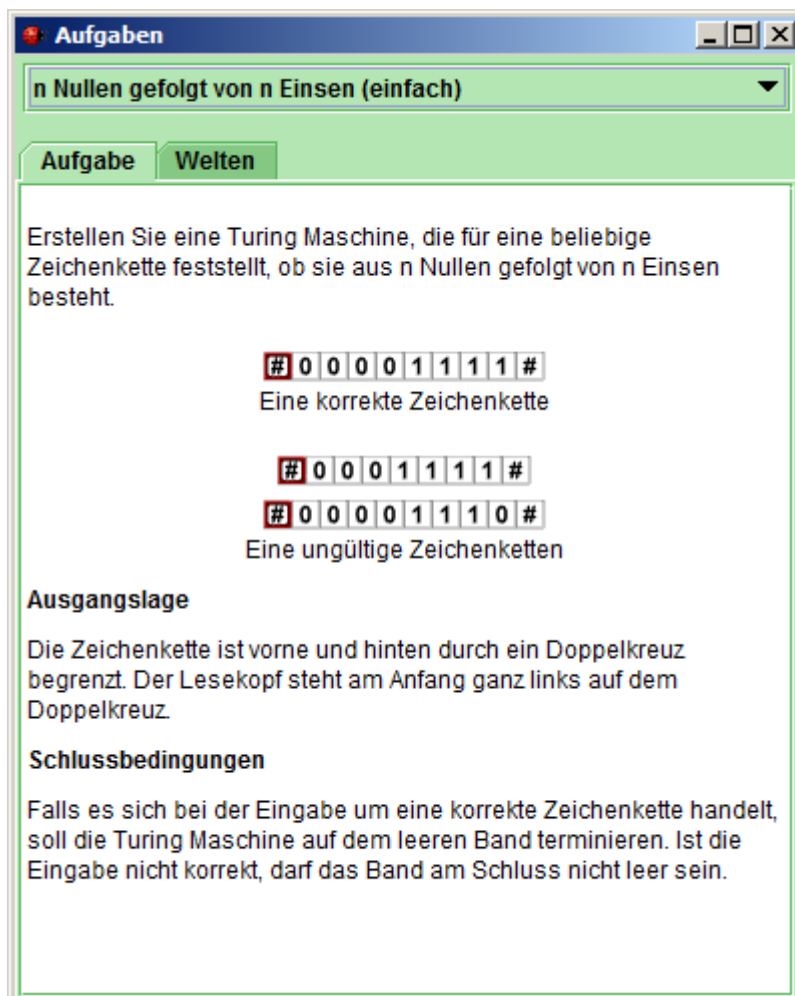 Aufgaben
n Nullen gefolgt von n Einsen (einfach)
Aufgabe Welten
Erstellen Sie eine Turing Maschine, die für eine beliebige
Zeichenkette feststellt, ob sie aus n Nullen gefolgt von n Einsen
besteht.
# 0 0 0 0 1 1 1 1 #
Eine korrekte Zeichenkette
# 0 0 0 1 1 1 1 #
# 0 0 0 0 1 1 1 0 #
Eine ungültige Zeichenketten
Ausgangslage
Die Zeichenkette ist vorne und hinten durch ein Doppelkreuz
begrenzt. Der Lesekopf steht am Anfang ganz links auf dem
Doppelkreuz.
Schlussbedingungen
Falls es sich bei der Eingabe um eine korrekte Zeichenkette handelt,
soll die Turing Maschine auf dem leeren Band terminieren. Ist die
Eingabe nicht korrekt, darf das Band am Schluss nicht leer sein.